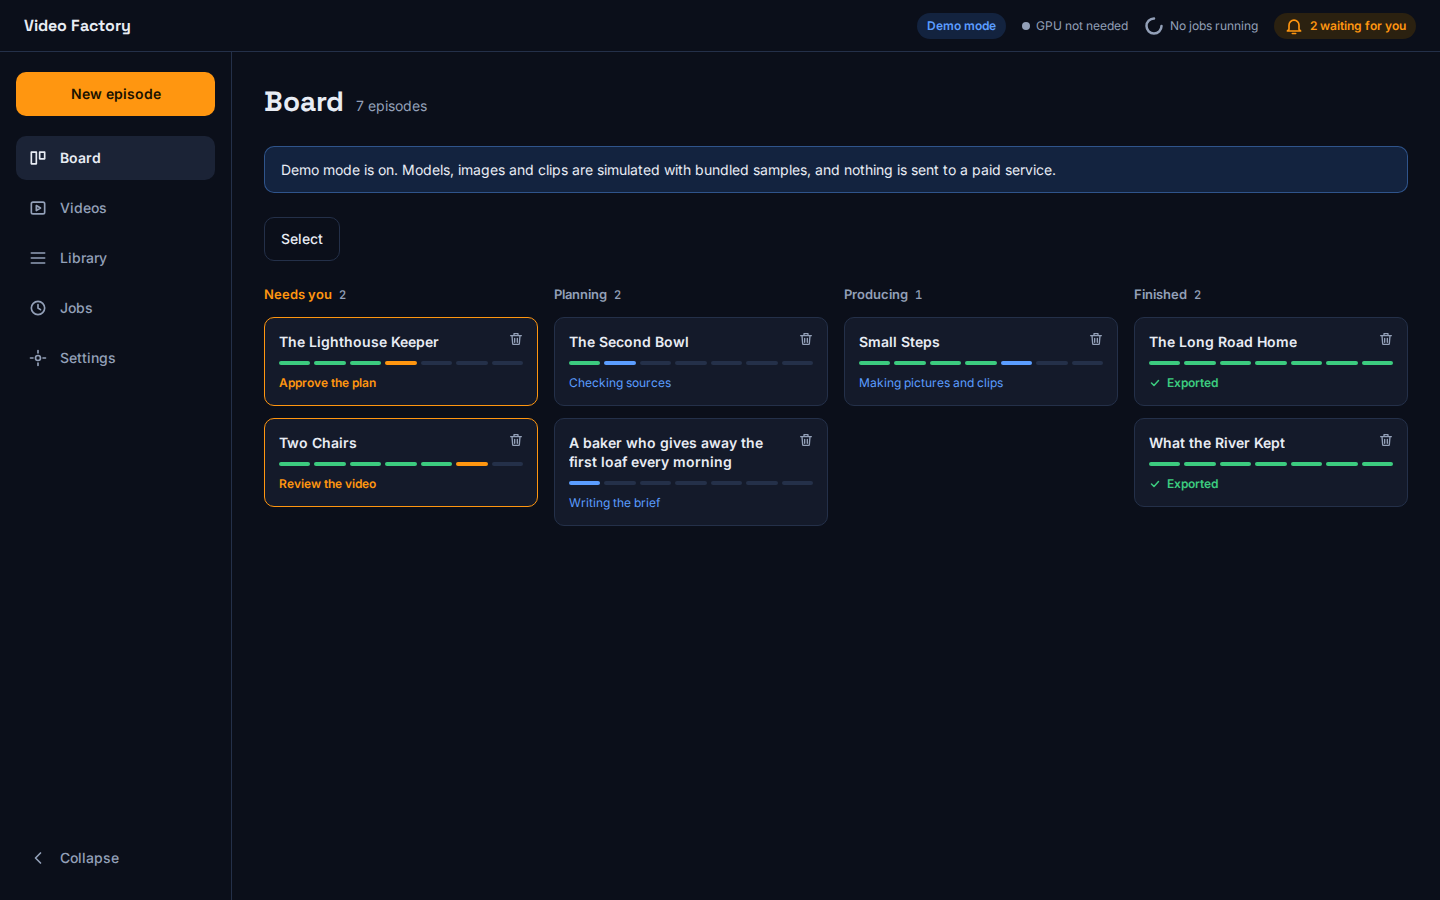 Video Factory
Demo mode
GPU not needed
No jobs running
2 waiting for you
New episode
Board
Videos
Library
Jobs
Settings
Collapse
Board 7 episodes
Demo mode is on. Models, images and clips are simulated with bundled samples, and nothing is sent to a paid service.
Select
Needs you 2
The Lighthouse Keeper
Approve the plan
Two Chairs
Review the video
Planning 2
The Second Bowl
Checking sources
A baker who gives away the
first loaf every morning
Writing the brief
Producing 1
Small Steps
Making pictures and clips
Finished 2
The Long Road Home
Exported
What the River Kept
Exported